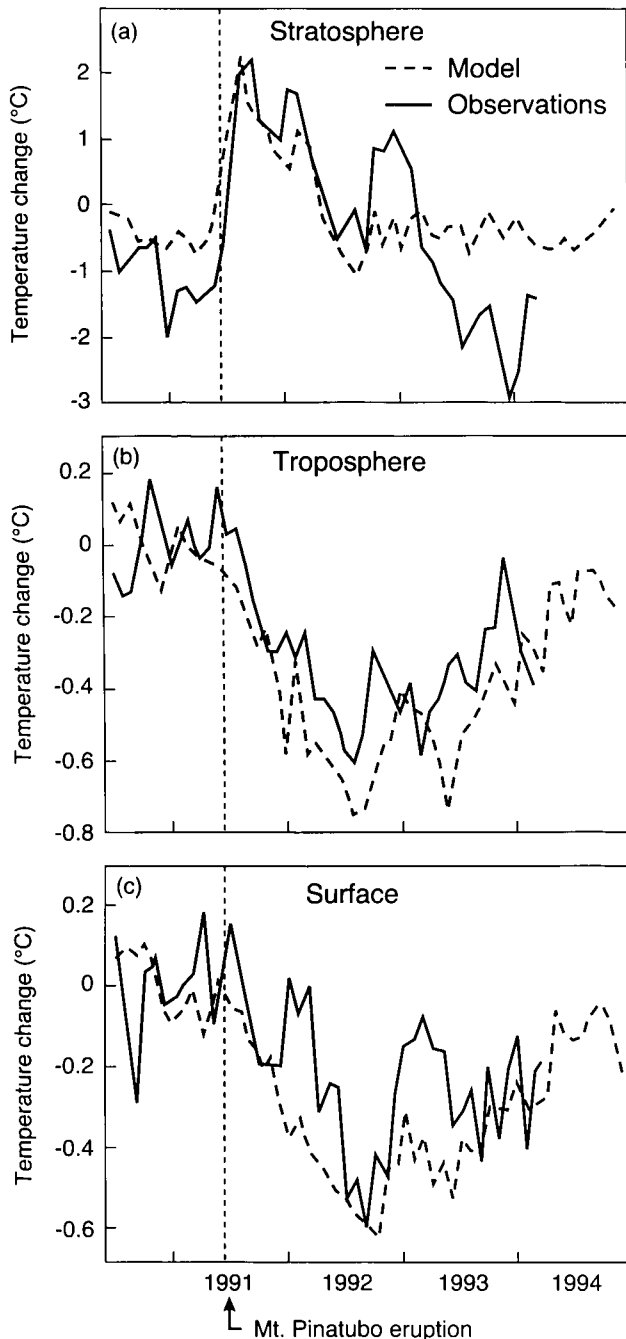 (a) Stratosphere
Model
Observations
Temperature change (°C)
2
1
0
-1
-2
-3
(b) Troposphere
Temperature change (°C)
0.2
0
-0.2
-0.4
-0.6
-0.8
(c) Surface
Temperature change (°C)
0.2
0
-0.2
-0.4
-0.6
1991 1992 1993 1994
Mt. Pinatubo eruption